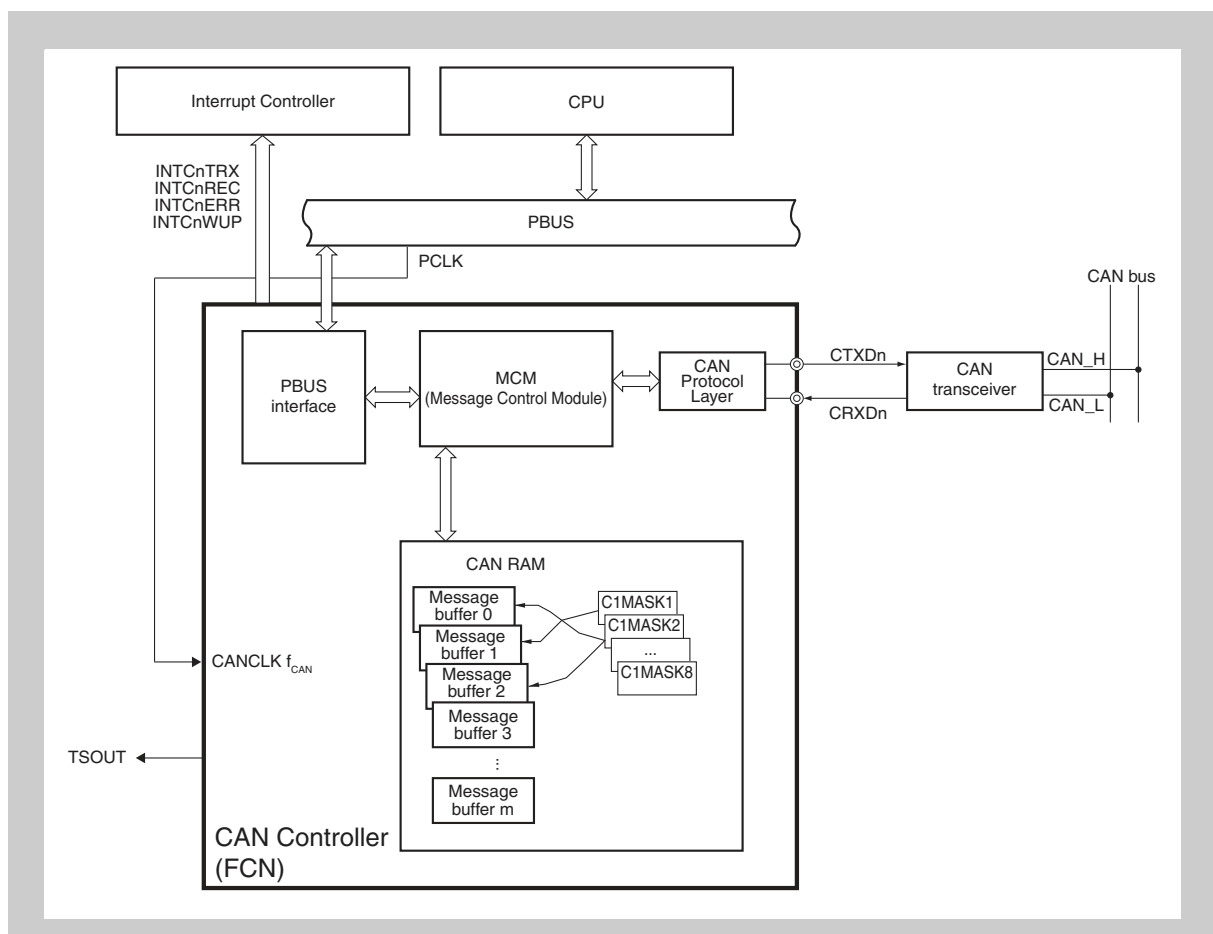 Interrupt Controller
CPU
INTCnTRX
INTCnREC
INTCnERR
INTCnWUP
PBUS
PCLK
CAN bus
PBUS
interface
MCM
(Message Control Module)
CAN
Protocol
Layer
CTXDn
CRXDn
CAN
transceiver
CAN_H
CAN_L
CAN RAM
Message
buffer 0
Message
buffer 1
Message
buffer 2
Message
buffer 3
...
Message
buffer m
C1MASK1
C1MASK2
...
C1MASK8
CANCLK fCAN
TSOUT
CAN Controller
(FCN)